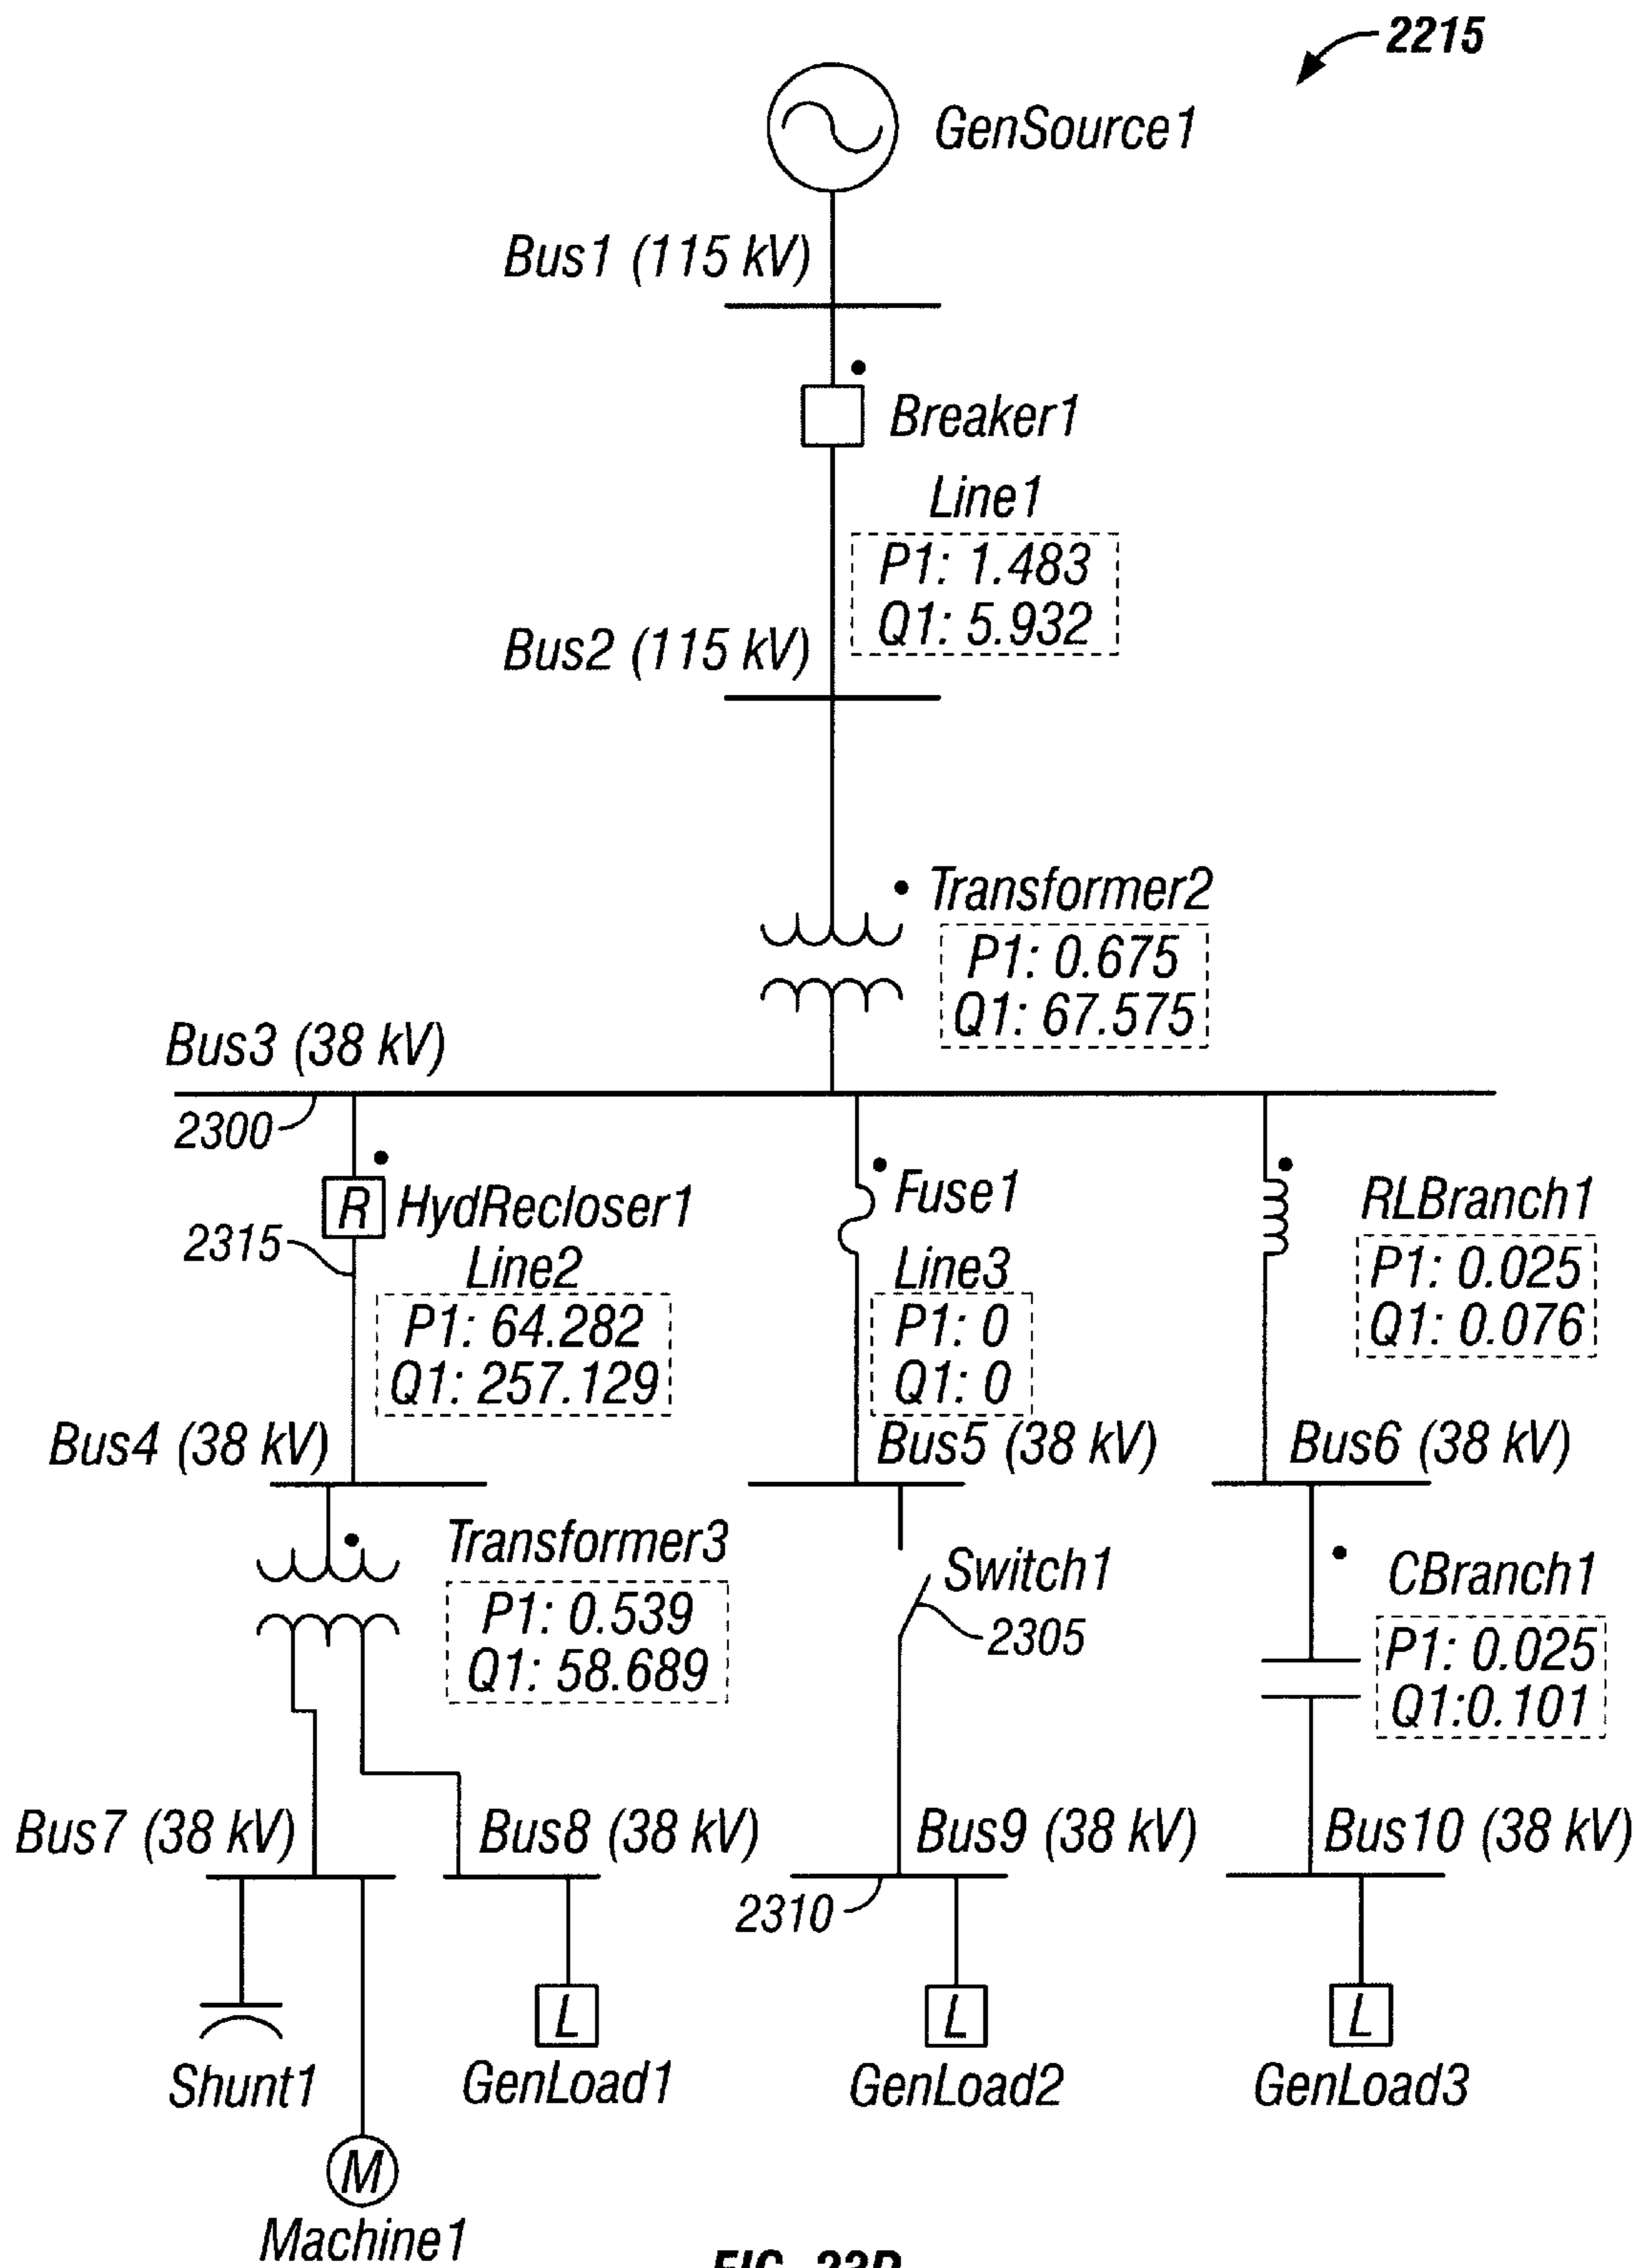 2215
GenSource1
Bus1 (115 kV)
Breaker1
Line1
P1: 1.483
Q1: 5.932
Bus2 (115 kV)
Transformer2
P1: 0.675
Q1: 67.575
Bus3 (38 kV)
2300
R
HydRecloser1
2315
Line2
P1: 64.282
Q1: 257.129
Fuse1
Line3
P1: 0
Q1: 0
RLBranch1
P1: 0.025
Q1: 0.076
Bus4 (38 kV)
Bus5 (38 kV)
Bus6 (38 kV)
Transformer3
P1: 0.539
Q1: 58.689
Switch1
2305
CBranch1
P1: 0.025
Q1:0.101
Bus7 (38 kV)
Bus8 (38 kV)
Bus9 (38 kV)
Bus10 (38 kV)
2310
L
L
L
Shunt1
GenLoad1
GenLoad2
GenLoad3
M
Machine1